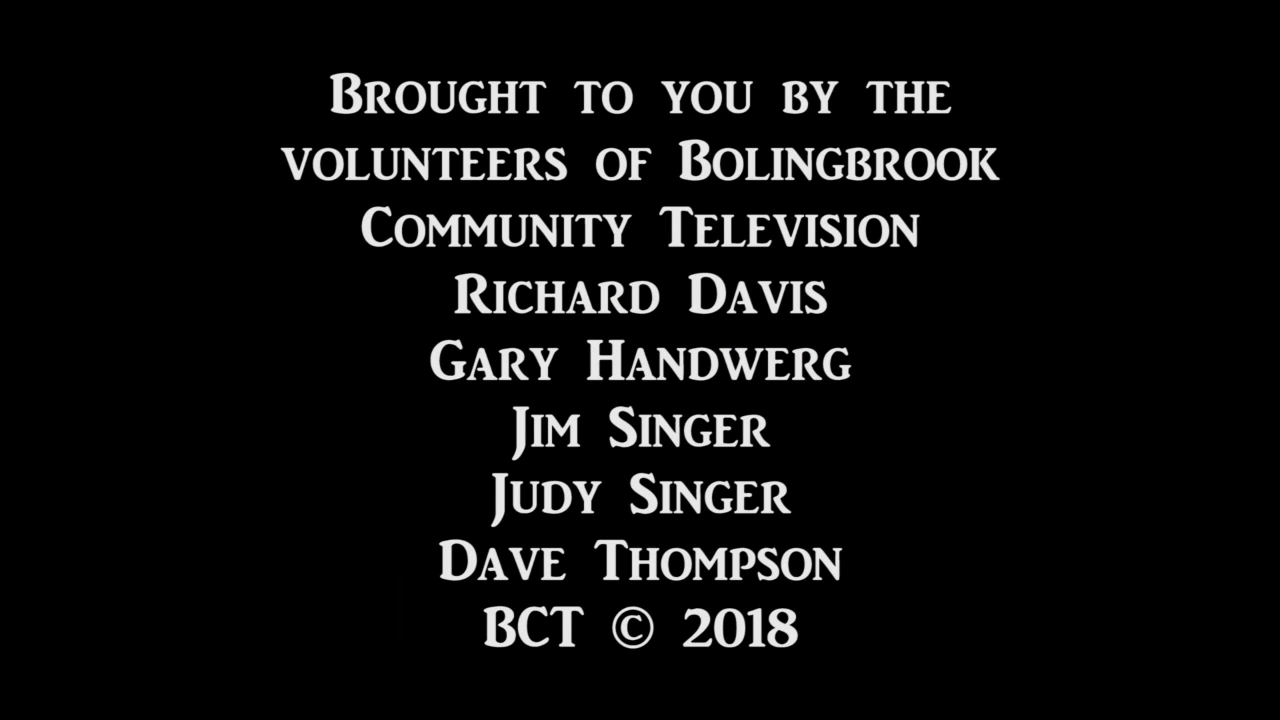 Brought to you by the
volunteers of Bolingbrook
Community Television
Richard Davis
Gary Handwerg
Jim Singer
Judy Singer
Dave Thompson
BCT © 2018